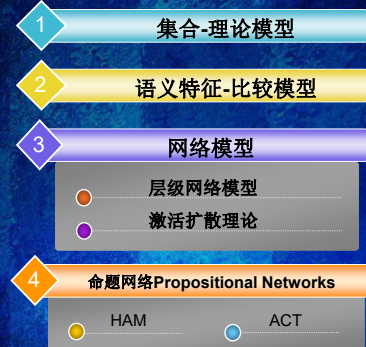 1 集合-理论模型
2 语义特征-比较模型
3 网络模型
层级网络模型
激活扩散理论
4 命题网络Propositional Networks
HAM ACT